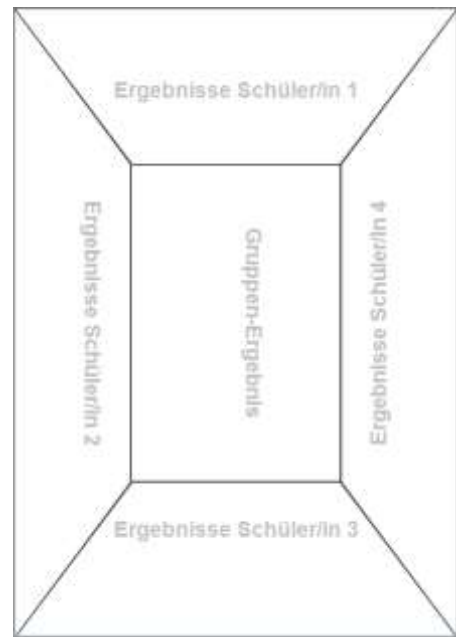 Ergebnisse Schüler/in 1
Ergebnisse Schüler/in 2
Gruppen-Ergebnis
Ergebnisse Schüler/in 4
Ergebnisse Schüler/in 3